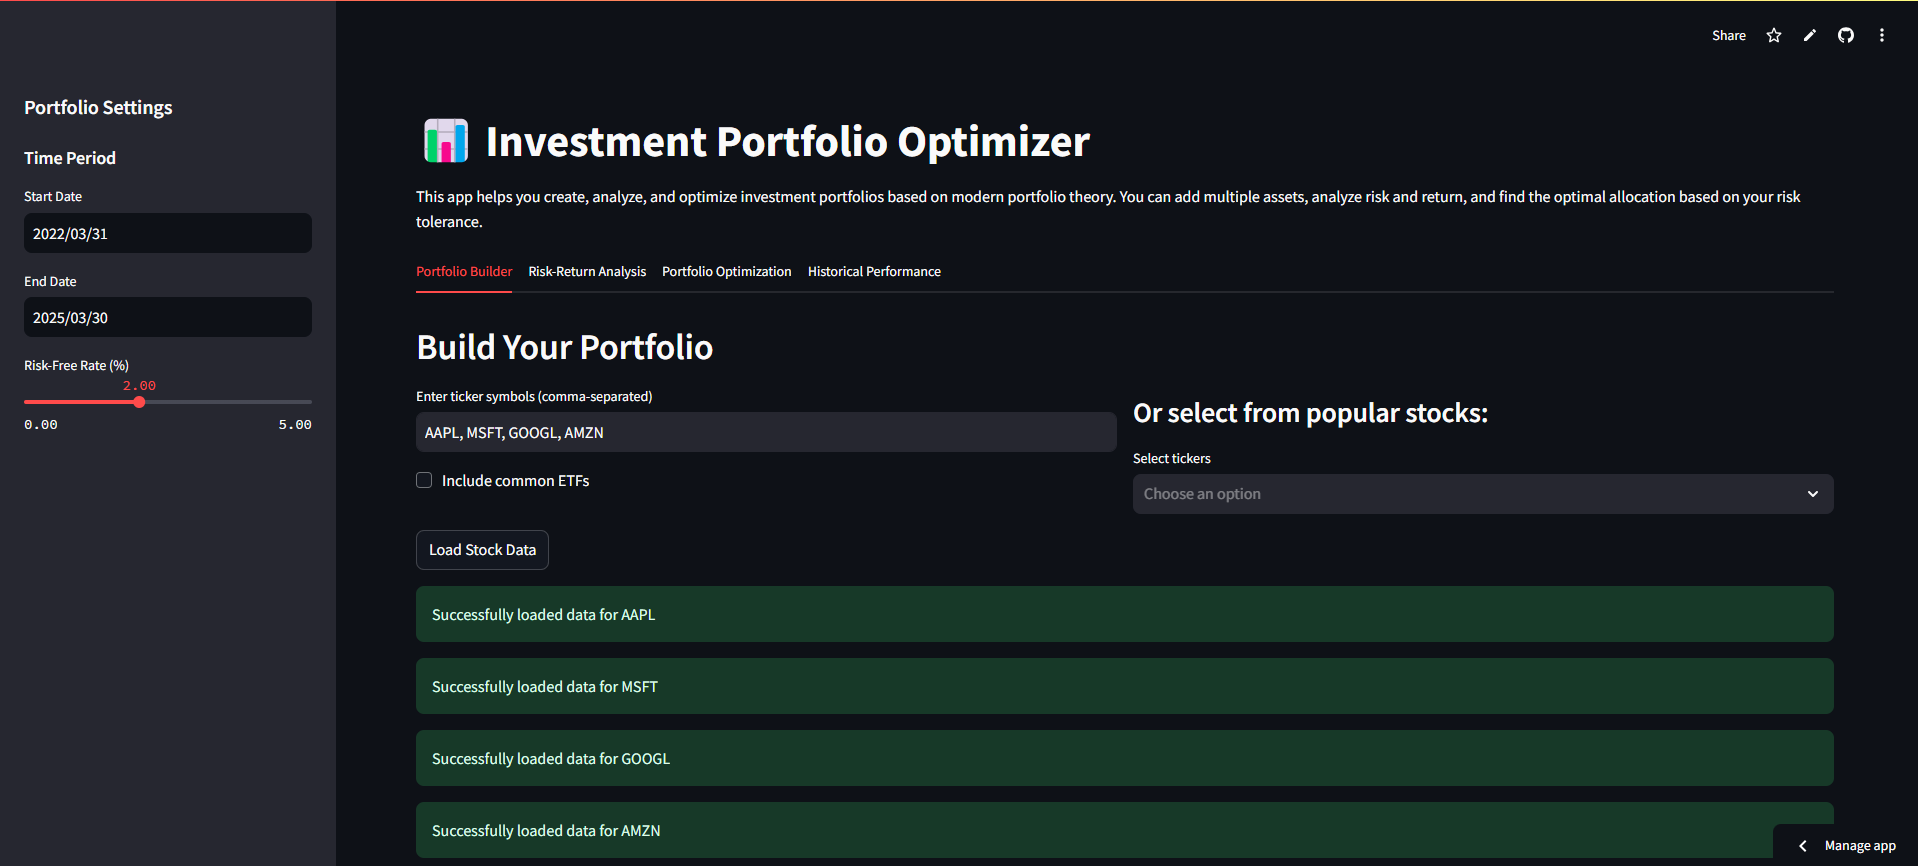 Share
Portfolio Settings
Time Period
Start Date
2022/03/31
End Date
2025/03/30
Risk-Free Rate (%)
2.00
0.00 5.00
Investment Portfolio Optimizer
This app helps you create, analyze, and optimize investment portfolios based on modern portfolio theory. You can add multiple assets, analyze risk and return, and find the optimal allocation based on your risk
tolerance.
Portfolio Builder Risk-Return Analysis Portfolio Optimization Historical Performance
Build Your Portfolio
Enter ticker symbols (comma-separated)
AAPL, MSFT, GOOGL, AMZN
Include common ETFs
Or select from popular stocks:
Select tickers
Choose an option
Load Stock Data
Successfully loaded data for AAPL
Successfully loaded data for MSFT
Successfully loaded data for GOOGL
Successfully loaded data for AMZN
Manage app